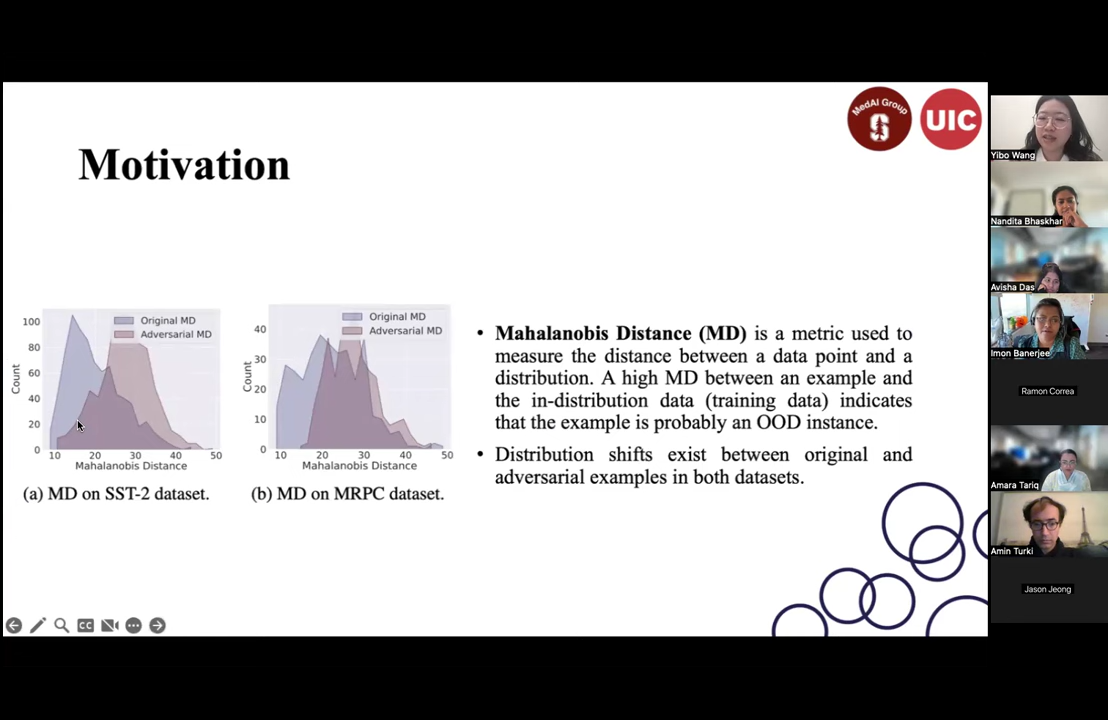 MedAI Group
UIC
Motivation
100
80
60
40
20
0
Count
Original MD
Adversarial MD
10 20 30 40 50
Mahalanobis Distance
(a) MD on SST-2 dataset.
40
30
20
10
0
Count
Original MD
Adversarial MD
10 20 30 40 50
Mahalanobis Distance
(b) MD on MRPC dataset.
• Mahalanobis Distance (MD) is a metric used to
measure the distance between a data point and a
distribution. A high MD between an example and
the in-distribution data (training data) indicates
that the example is probably an OOD instance.
• Distribution shifts exist between original and
adversarial examples in both datasets.
CC
Yibo Wang
Nandita Bhaskhar
Avisha Das
Imon Banerjee
Ramon Correa
Amara Tariq
Amin Turki
Jason Jeong